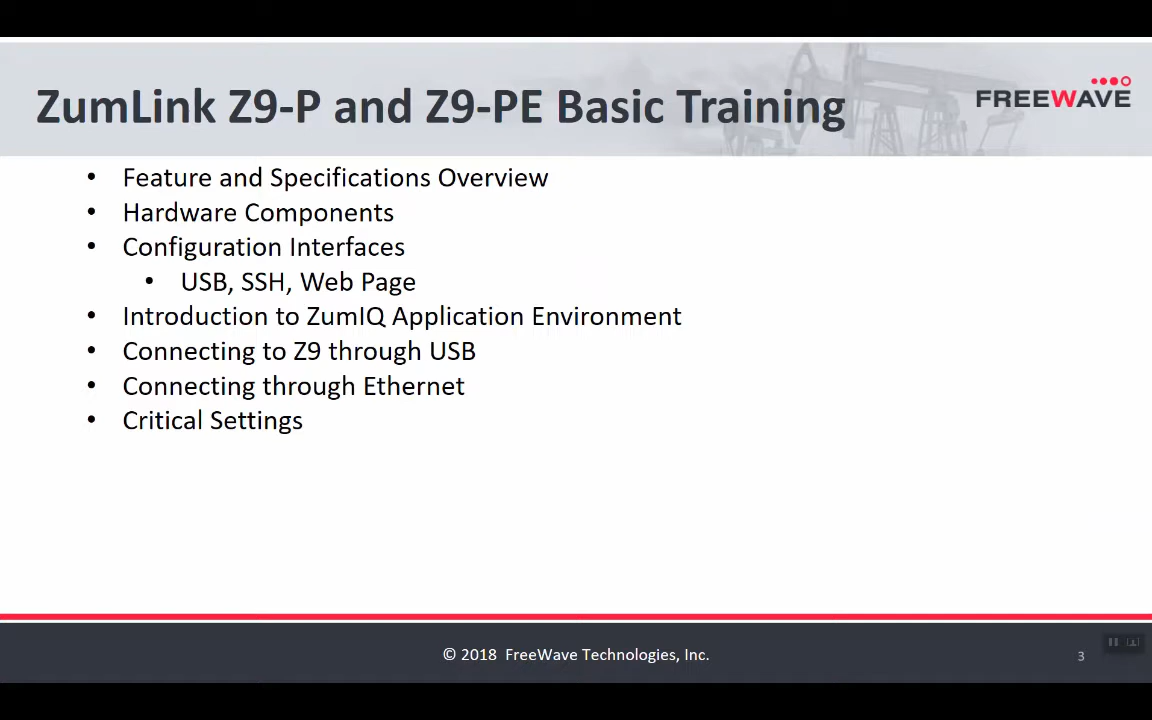 ZumLink Z9-P and Z9-PE Basic Training
FREEWAVE
• Feature and Specifications Overview
• Hardware Components
• Configuration Interfaces
• USB, SSH, Web Page
• Introduction to ZumIQ Application Environment
• Connecting to Z9 through USB
• Connecting through Ethernet
• Critical Settings
© 2018 FreeWave Technologies, Inc.
3